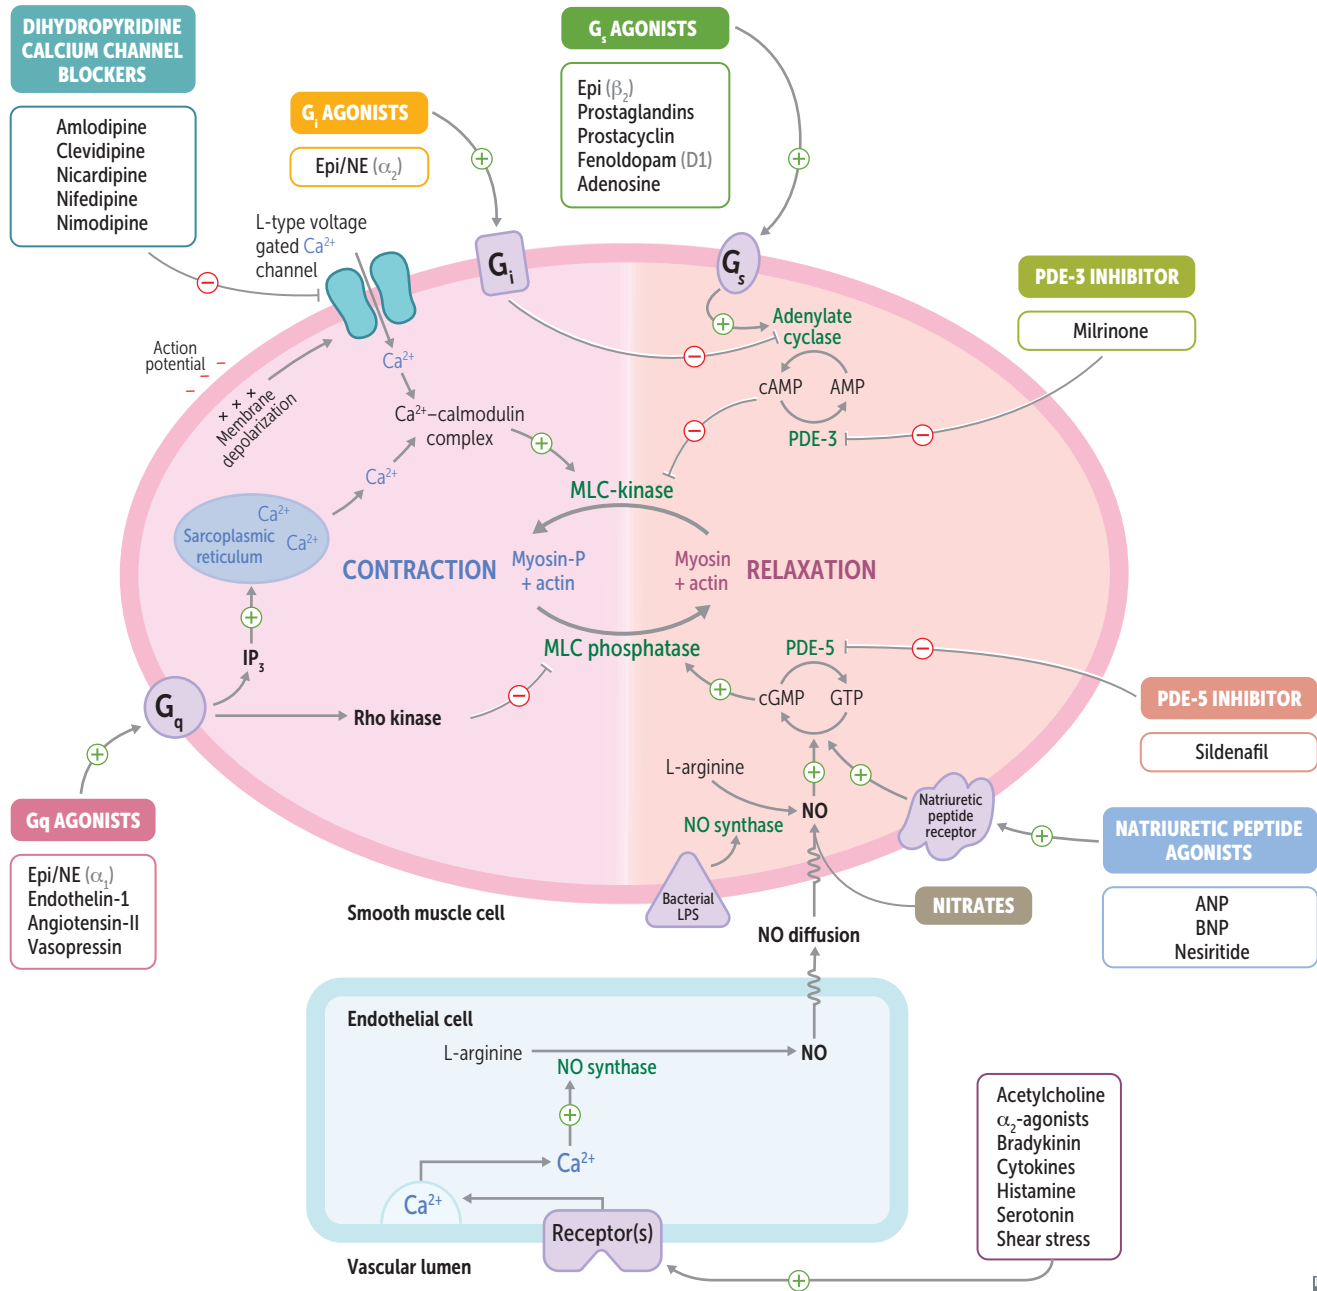 DIHYDROPYRIDINE
CALCIUM CHANNEL
BLOCKERS
Amlodipine
Clevidipine
Nicardipine
Nifedipine
Nimodipine
Gᵢ AGONISTS
Epi/NE (α₂)
Gₛ AGONISTS
Epi (β₂)
Prostaglandins
Prostacyclin
Fenoldopam (D1)
Adenosine
L-type voltage
gated Ca²⁺
channel
Gᵢ
Gₛ
PDE-3 INHIBITOR
Milrinone
Action
potential
− − −
+ + +
Membrane
depolarization
Ca²⁺
Adenylate
cyclase
cAMP
AMP
PDE-3
Ca²⁺–calmodulin
complex
Ca²⁺
MLC-kinase
Ca²⁺
Sarcoplasmic
reticulum
Ca²⁺
CONTRACTION
Myosin-P
+ actin
Myosin
+ actin
RELAXATION
MLC phosphatase
PDE-5
IP₃
cGMP
GTP
Gq
Rho kinase
PDE-5 INHIBITOR
Sildenafil
L-arginine
NO
NO synthase
Natriuretic
peptide
receptor
Gq AGONISTS
Epi/NE (α₁)
Endothelin-1
Angiotensin-II
Vasopressin
NATRIURETIC PEPTIDE
AGONISTS
ANP
BNP
Nesiritide
Bacterial
LPS
NITRATES
Smooth muscle cell
NO diffusion
Endothelial cell
L-arginine
NO
NO synthase
Ca²⁺
Ca²⁺
Receptor(s)
Vascular lumen
Acetylcholine
α₂-agonists
Bradykinin
Cytokines
Histamine
Serotonin
Shear stress